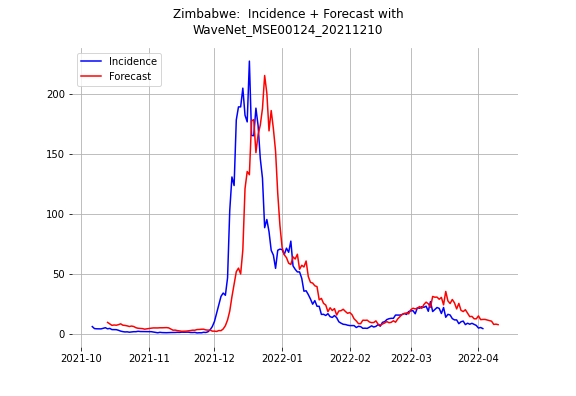 Zimbabwe:  Incidence + Forecast with
WaveNet_MSE00124_20211210
Incidence
Forecast
200
150
100
50
0
2021-10 2021-11 2021-12 2022-01 2022-02 2022-03 2022-04